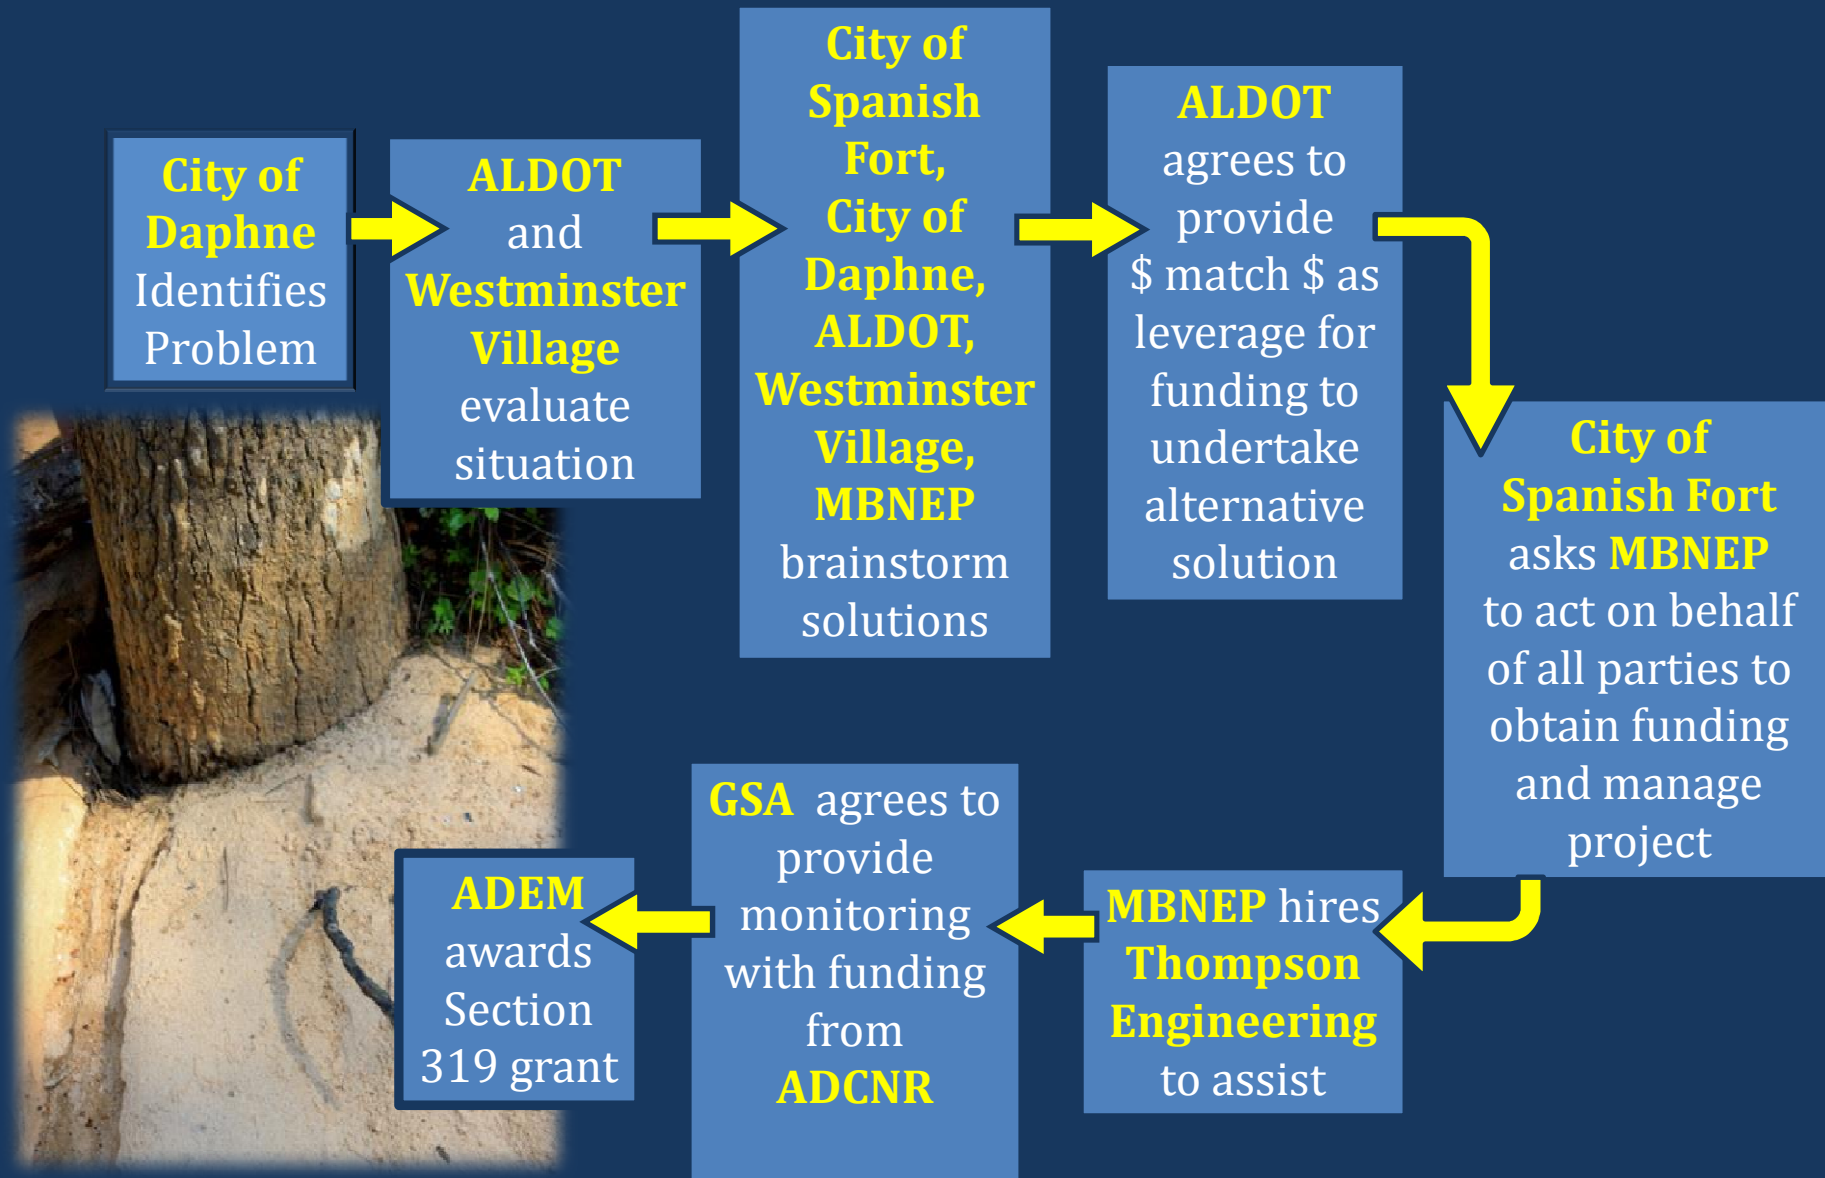 City of
Daphne
Identifies
Problem
ALDOT
and
Westminster
Village
evaluate
situation
City of
Spanish
Fort,
City of
Daphne,
ALDOT,
Westminster
Village,
MBNEP
brainstorm
solutions
ALDOT
agrees to
provide
$ match $ as
leverage for
funding to
undertake
alternative
solution
City of
Spanish Fort
asks MBNEP
to act on behalf
of all parties to
obtain funding
and manage
project
MBNEP hires
Thompson
Engineering
to assist
GSA agrees to
provide
monitoring
with funding
from
ADCNR
ADEM
awards
Section
319 grant